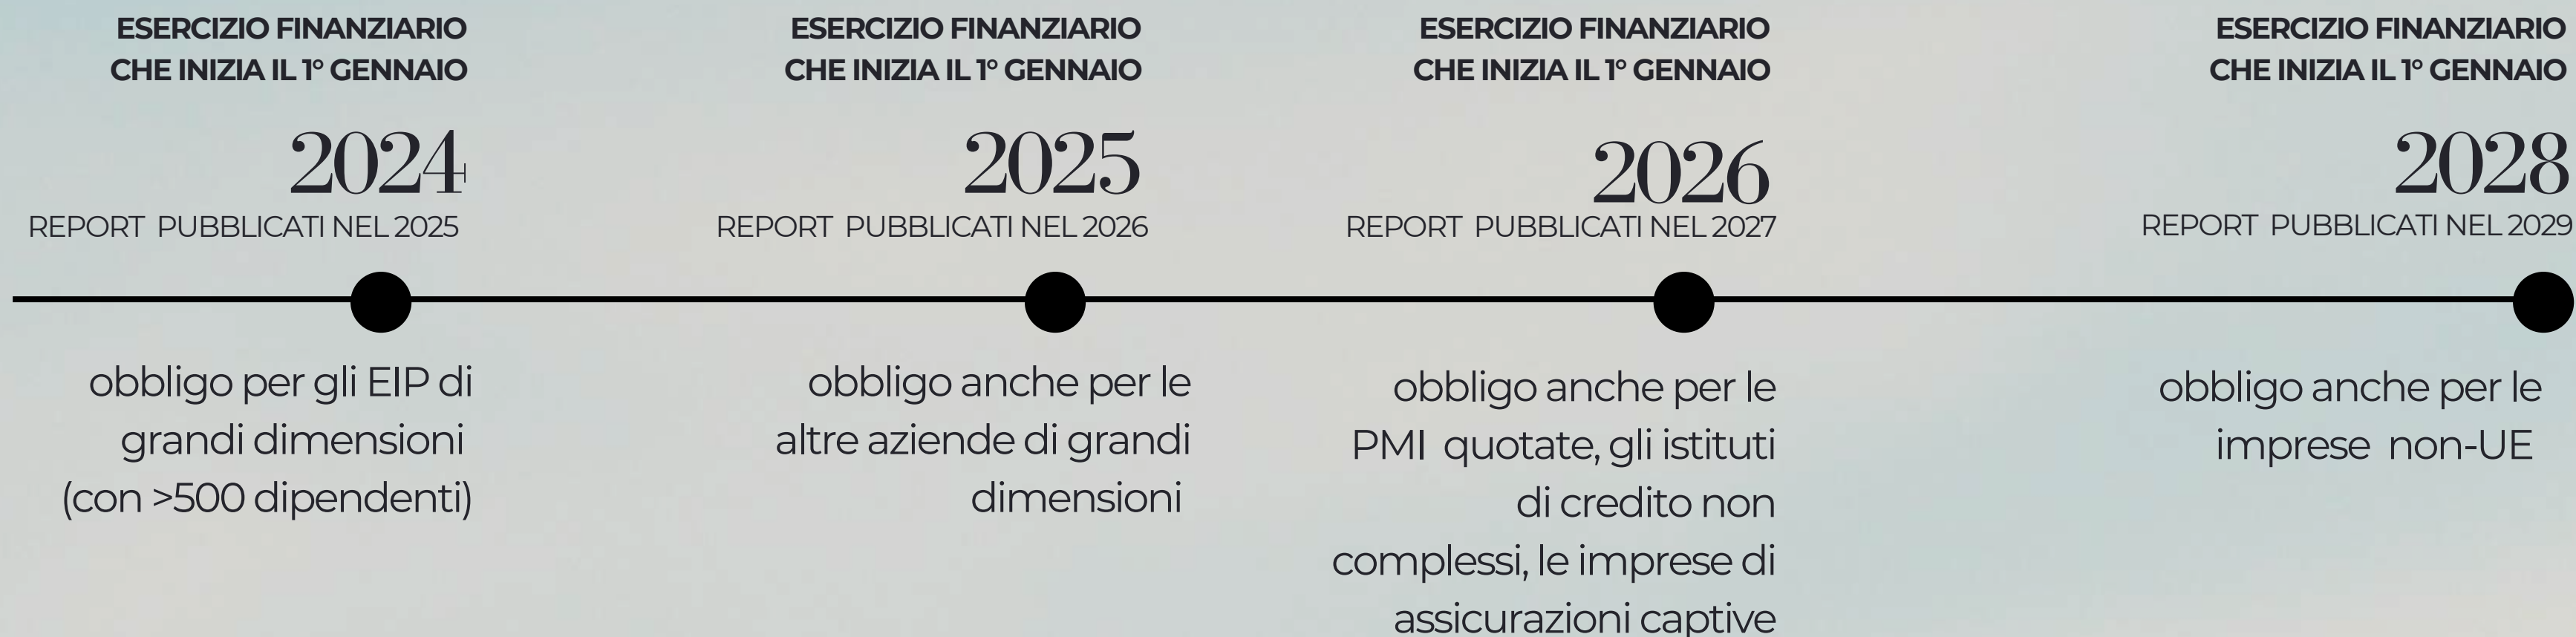 ESERCIZIO FINANZIARIO
CHE INIZIA IL 1° GENNAIO
2024
REPORT PUBBLICATI NEL 2025
obbligo per gli EIP di
grandi dimensioni
(con >500 dipendenti)
ESERCIZIO FINANZIARIO
CHE INIZIA IL 1° GENNAIO
2025
REPORT PUBBLICATI NEL 2026
obbligo anche per le
altre aziende di grandi
dimensioni
ESERCIZIO FINANZIARIO
CHE INIZIA IL 1° GENNAIO
2026
REPORT PUBBLICATI NEL 2027
obbligo anche per le
PMI quotate, gli istituti
di credito non
complessi, le imprese di
assicurazioni captive
ESERCIZIO FINANZIARIO
CHE INIZIA IL 1° GENNAIO
2028
REPORT PUBBLICATI NEL 2029
obbligo anche per le
imprese non-UE